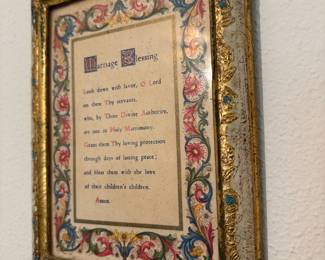 Marriage Blessing
Look down with favor, O Lord
on them Thy servants,
who, by Thine Divine Authority,
are one in Holy Matrimony.
Grant them Thy loving protection
through days of lasting peace;
and bless them with the love
of their children's children.
Amen.